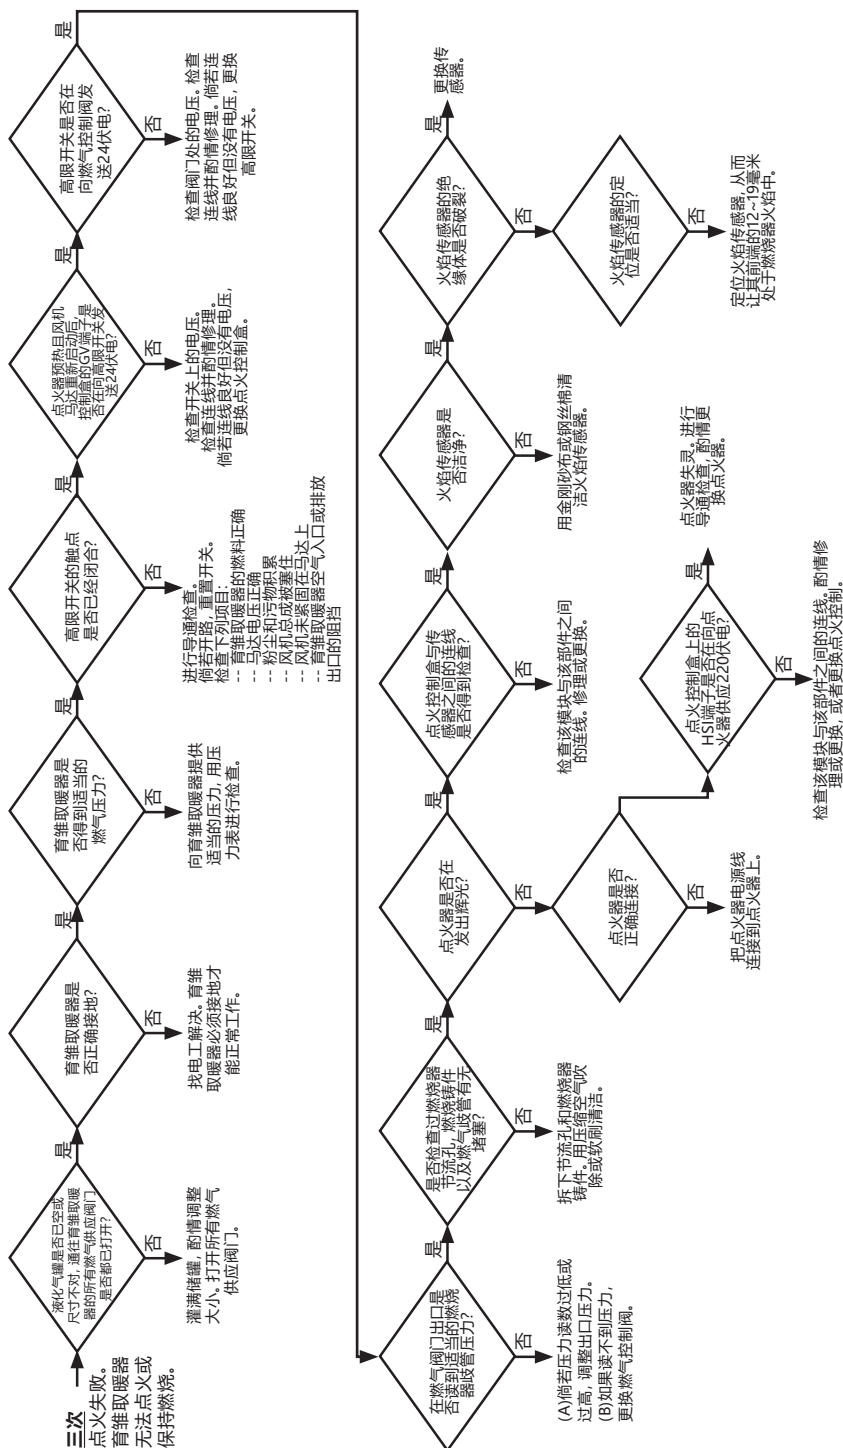 三次
点火失败。
育雏取暖器
无法点火或
保持燃烧。
液化气罐是否已空或
尺寸不对, 通往育雏取暖
器的所有燃气供应阀门
是否都已打开?
是
否
灌满储罐, 酌情调整
大小。打开所有燃气
供应阀门。
育雏取暖器是
否正确接地?
是
否
找电工解决。育雏
取暖器必须接地才
能正常工作。
育雏取暖器是
否得到适当的
燃气压力?
是
否
向育雏取暖器提供
适当的压力, 用压
力表进行检查。
高限开关的触点
是否已经闭合?
是
否
进行导通检查。
倘若开路, 重置开关。
检查下列项目:
-- 育雏取暖器的燃料正确
-- 马达电压正确
-- 粉尘和污物积累
-- 风机总成被塞住
-- 风机未紧固在马达上
-- 育雏取暖器空气入口或排放
出口的阻挡
点火器预热且风机
马达重新启动后,
控制盒的GV端子是
否在向高限开关发
送24伏电?
是
否
检查开关上的电压。
检查连线并酌情修理。
倘若连线良好但没有电压,
更换点火控制盒。
高限开关是否在
向燃气控制阀发
送24伏电?
是
否
检查阀门处的电压。检查
连线并酌情修理。倘若连
线良好但没有电压, 更换
高限开关。
在燃气阀门出口是
否读到适当的燃烧
器歧管压力?
是
否
(A)倘若压力读数过低或
过高, 调整出口压力。
(B)如果读不到压力,
更换燃气控制阀。
是否检查过燃烧器
节流孔, 燃烧铸件
以及燃气歧管有无
堵塞?
是
否
拆下节流孔和燃烧器
铸件。用压缩空气吹
除或软刷清洁。
点火器是否在
发出辉光?
是
否
点火器是否
正确连接?
否
把点火器电源线
连接到点火器上。
点火控制盒上的
HSI端子是否在向点
火器供应220伏电?
是
点火器失灵。进行
导通检查, 酌情更
换点火器。
否
检查该模块与该部件之间的连线。酌情修
理或更换, 或者更换点火控制。
点火控制盒与传
感器之间的连线
是否得到检查?
是
否
检查该模块与该部件之间
的连线。修理或更换。
火焰传感器是
否洁净?
是
否
用金刚砂布或钢丝棉清
洁火焰传感器。
火焰传感器的绝
缘体是否破裂?
是
更换传
感器。
否
火焰传感器的定
位是否适当?
否
定位火焰传感器, 从而
让其前端的12~19毫米
处于燃烧器火焰中。